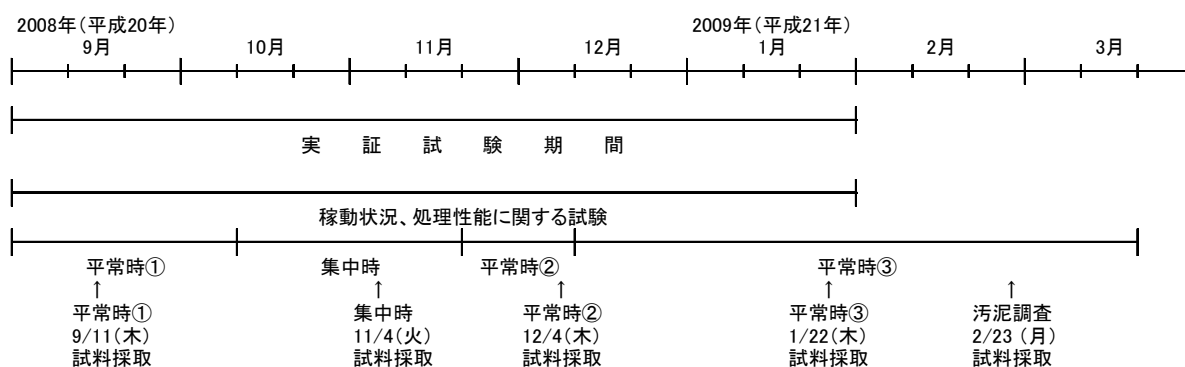 2008年(平成20年) 2009年(平成21年)
9月 10月 11月 12月 1月 2月 3月
実証試験期間
稼動状況、処理性能に関する試験
平常時① 集中時 平常時② 平常時③
↑ ↑ ↑ ↑ ↑
平常時① 集中時 平常時② 平常時③ 汚泥調査
9/11(木) 11/4(火) 12/4(木) 1/22(木) 2/23 (月)
試料採取 試料採取 試料採取 試料採取 試料採取